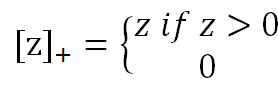 [z]₊ = { z if z > 0
0